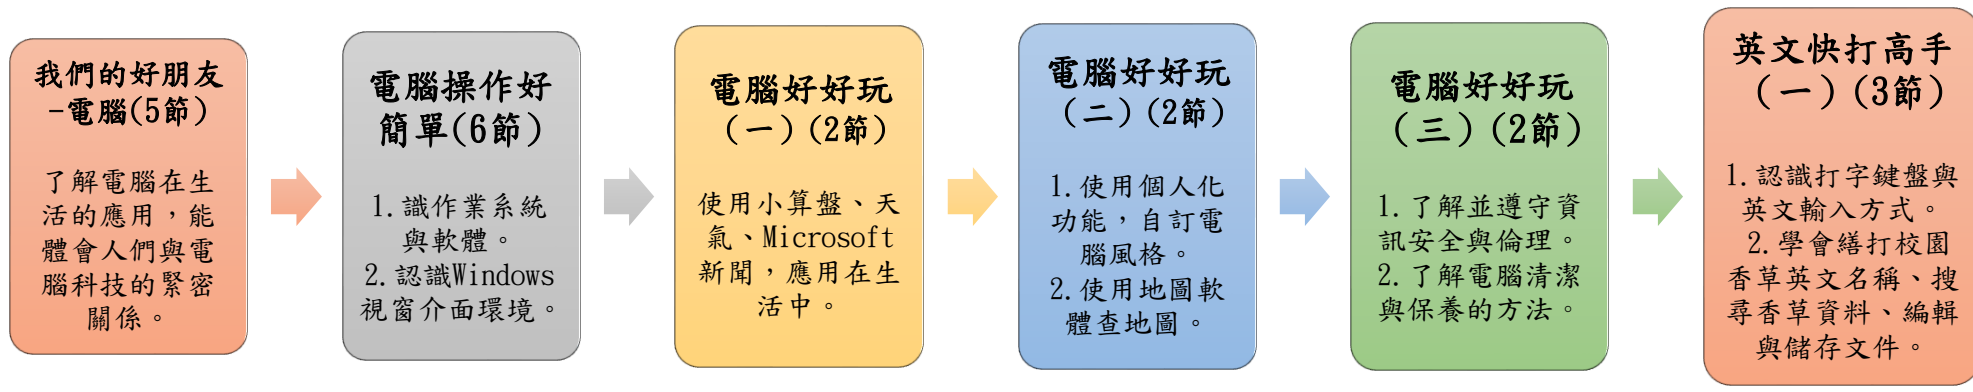 我們的好朋友
-電腦(5節)
了解電腦在生
活的應用，能
體會人們與電
腦科技的緊密
關係。
電腦操作好
簡單(6節)
1.識作業系統
與軟體。
2.認識Windows
視窗介面環境。
電腦好好玩
(一)(2節)
使用小算盤、天
氣、Microsoft
新聞，應用在生
活中。
電腦好好玩
(二)(2節)
1.使用個人化
功能，自訂電
腦風格。
2.使用地圖軟
體查地圖。
電腦好好玩
(三)(2節)
1.了解並遵守資
訊安全與倫理。
2.了解電腦清潔
與保養的方法。
英文快打高手
(一)(3節)
1.認識打字鍵盤與
英文輸入方式。
2.學會繕打校園
香草英文名稱、搜
尋香草資料、編輯
與儲存文件。